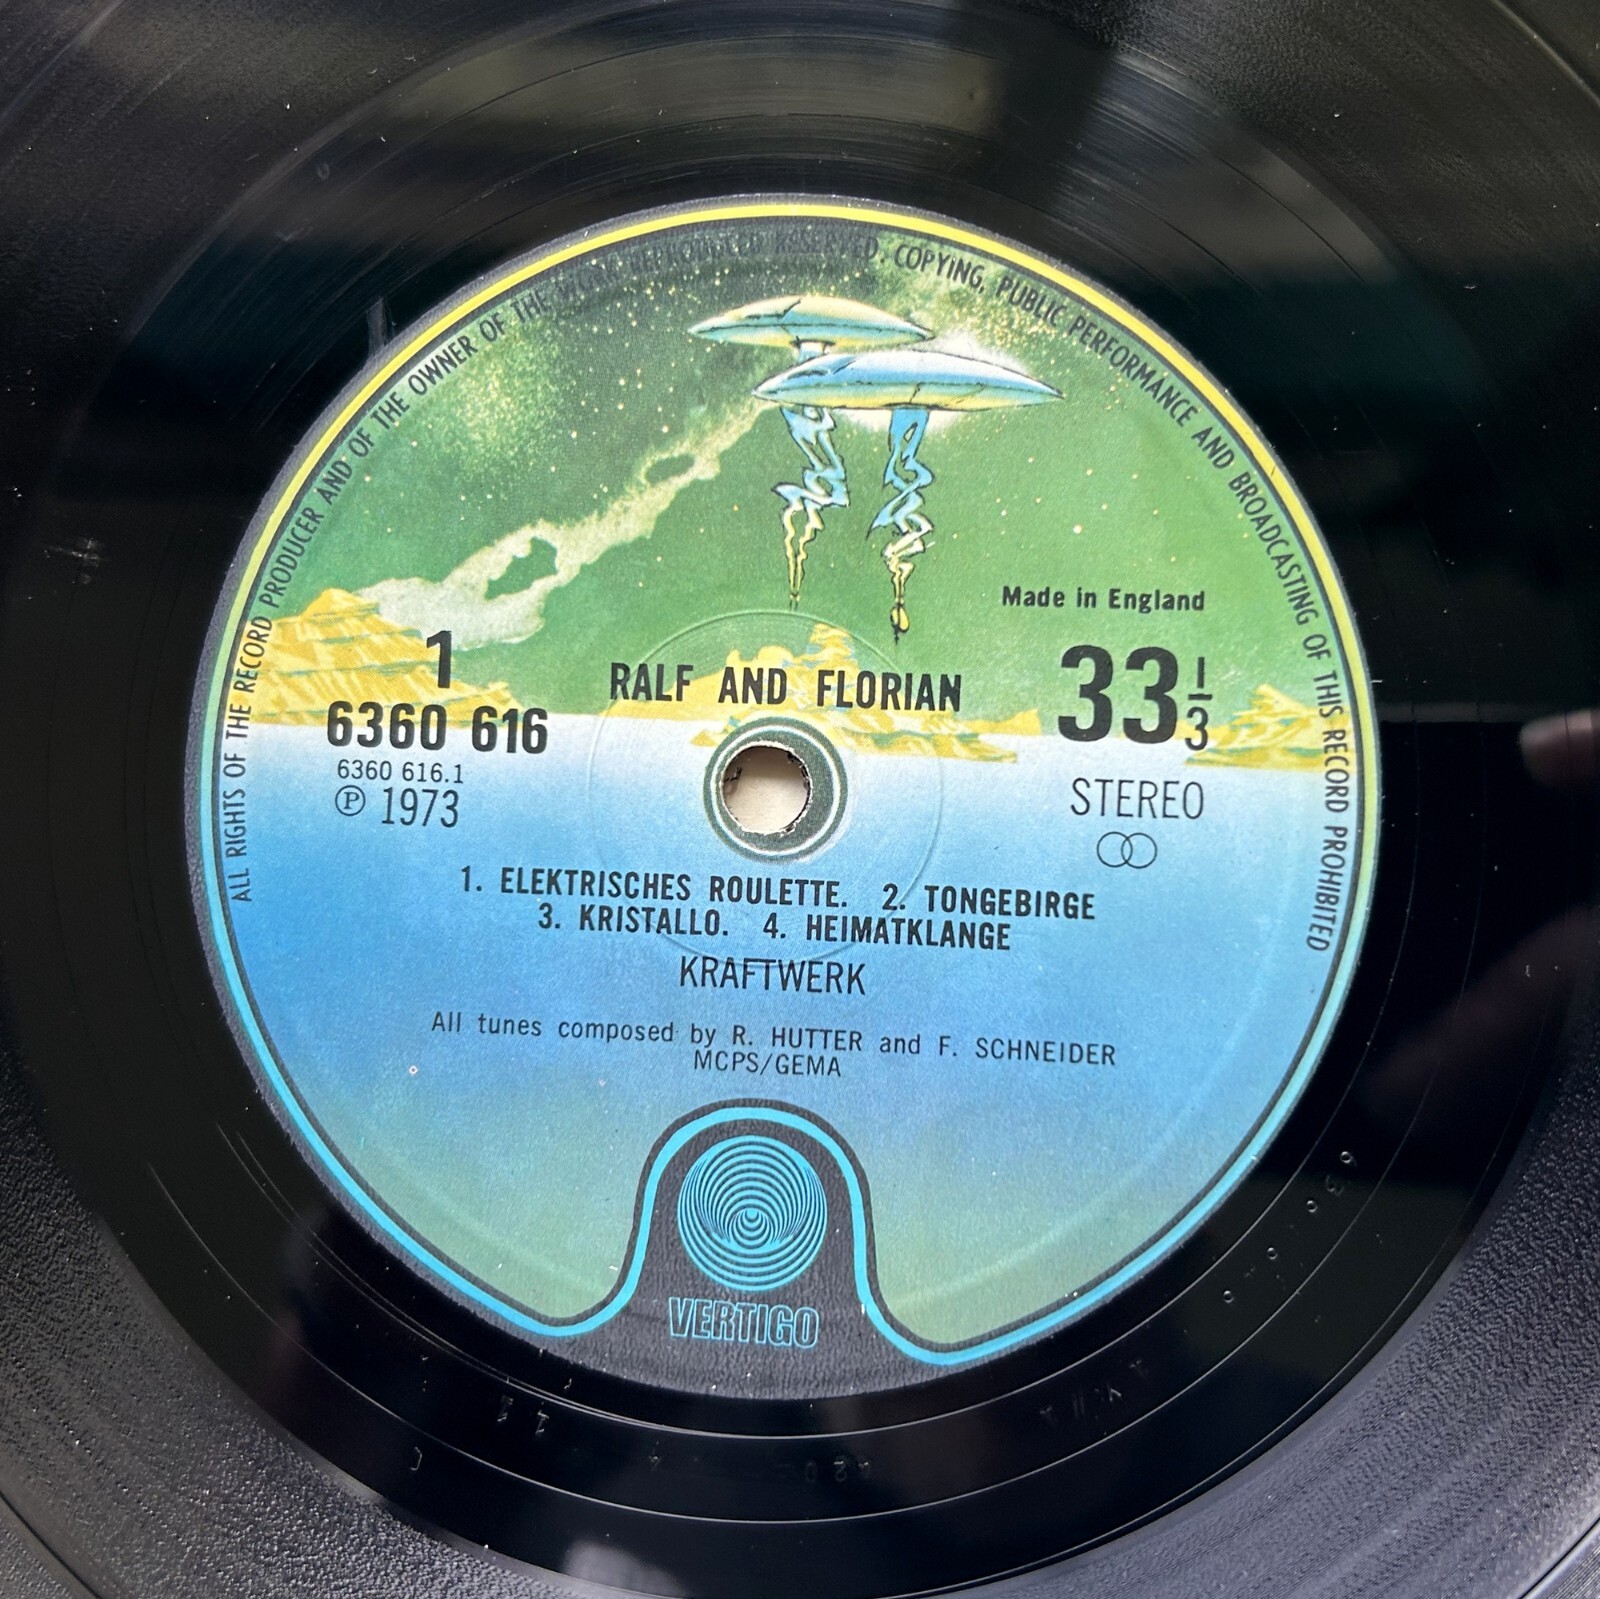 ALL RIGHTS OF THE RECORD PRODUCER AND OF THE OWNER OF THE WORK REPRODUCED RESERVED. COPYING, PUBLIC PERFORMANCE AND BROADCASTING OF THIS RECORD PROHIBITED
Made in England
1
RALF AND FLORIAN
33 1/3
6360 616
6360 616.1
STEREO
℗ 1973
1. ELEKTRISCHES ROULETTE. 2. TONGEBIRGE
3. KRISTALLO. 4. HEIMATKLANGE
KRAFTWERK
All tunes composed by R. HUTTER and F. SCHNEIDER
MCPS/GEMA
VERTIGO